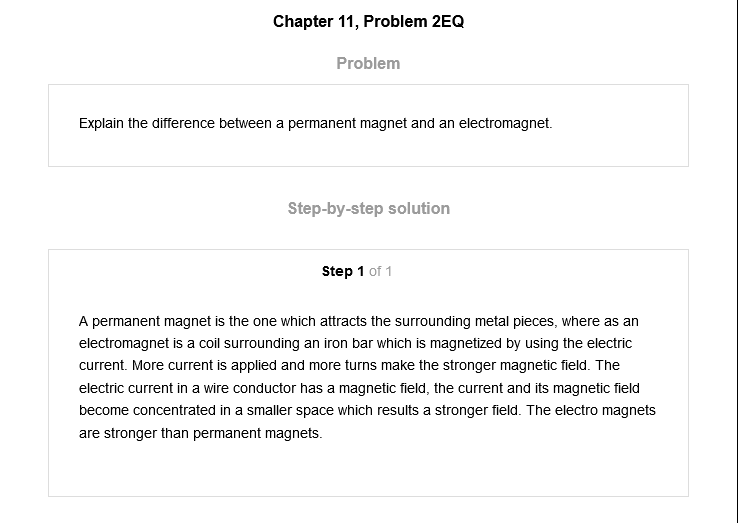 Chapter 11, Problem 2EQ
Problem
Explain the difference between a permanent magnet and an electromagnet.
Step-by-step solution
Step 1 of 1
A permanent magnet is the one which attracts the surrounding metal pieces, where as an
electromagnet is a coil surrounding an iron bar which is magnetized by using the electric
current. More current is applied and more turns make the stronger magnetic field. The
electric current in a wire conductor has a magnetic field, the current and its magnetic field
become concentrated in a smaller space which results a stronger field. The electro magnets
are stronger than permanent magnets.